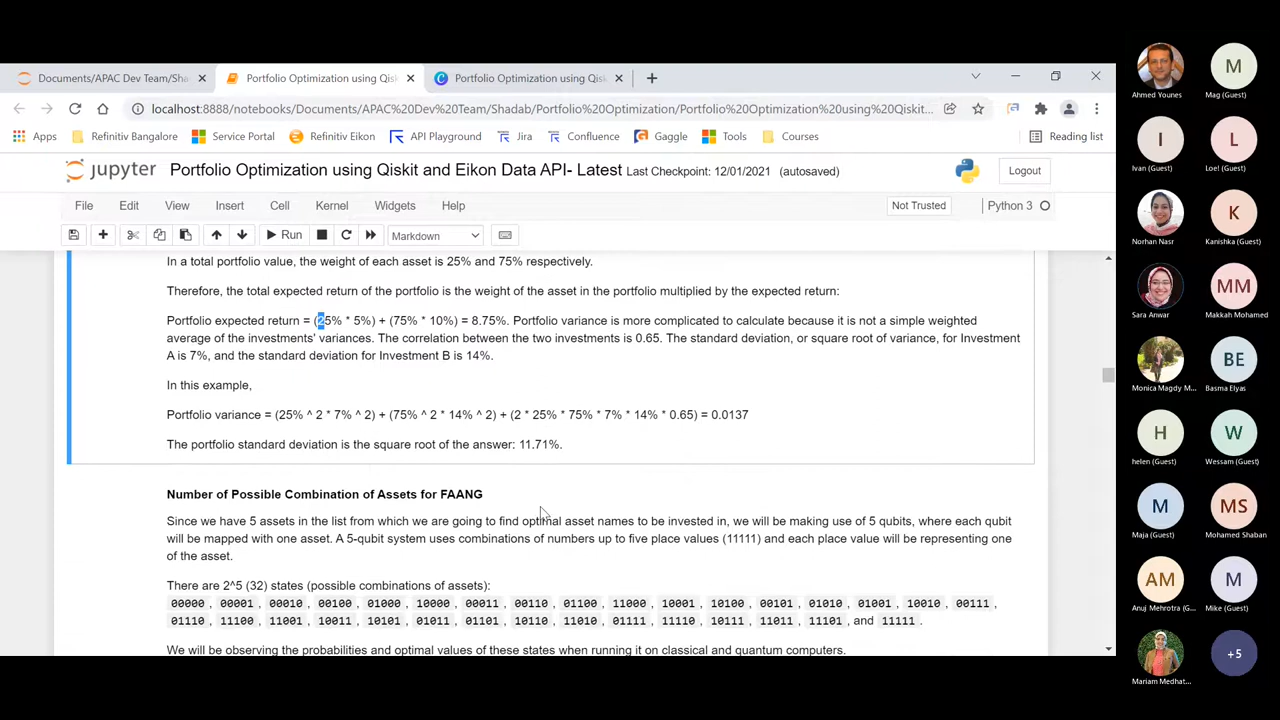 Documents/APAC Dev Team/Sha
Portfolio Optimization using Qisk
Portfolio Optimization using Qisk
localhost:8888/notebooks/Documents/APAC%20Dev%20Team/Sharelab/Portfolio%20Optimization/Portfolio%20Optimization%20using%20Qiskit...
Apps
Refinitiv Bangalore
Service Portal
Refinitiv Eikon
API Playground
Jira
Confluence
Gaggle
Tools
Courses
Reading list
jupyter
Portfolio Optimization using Qiskit and Eikon Data API- Latest Last Checkpoint: 12/01/2021 (autosaved)
Logout
File Edit View Insert Cell Kernel Widgets Help
Not Trusted
Python 3
Run
Markdown
In a total portfolio value, the weight of each asset is 25% and 75% respectively.
Therefore, the total expected return of the portfolio is the weight of the asset in the portfolio multiplied by the expected return:
Portfolio expected return = (25% * 5%) + (75% * 10%) = 8.75%. Portfolio variance is more complicated to calculate because it is not a simple weighted
average of the investments' variances. The correlation between the two investments is 0.65. The standard deviation, or square root of variance, for Investment
A is 7%, and the standard deviation for Investment B is 14%.
In this example,
Portfolio variance = (25% ^ 2 * 7% ^ 2) + (75% ^ 2 * 14% ^ 2) + (2 * 25% * 75% * 7% * 14% * 0.65) = 0.0137
The portfolio standard deviation is the square root of the answer: 11.71%.
Number of Possible Combination of Assets for FAANG
Since we have 5 assets in the list from which we are going to find optimal asset names to be invested in, we will be making use of 5 qubits, where each qubit
will be mapped with one asset. A 5-qubit system uses combinations of numbers up to five place values (11111) and each place value will be representing one
of the asset.
There are 2^5 (32) states (possible combinations of assets):
00000 , 00001 , 00010 , 00100 , 01000 , 10000 , 00011 , 00110 , 01100 , 11000 , 10001 , 10100 , 00101 , 01010 , 01001 , 10010 , 00111 ,
01110 , 11100 , 11001 , 10011 , 10101 , 01011 , 01101 , 10110 , 11010 , 01111 , 11110 , 10111 , 11011 , 11101 , and 11111 .
We will be observing the probabilities and optimal values of these states when running it on classical and quantum computers.
Ahmed Younes
M
Mag (Guest)
I
Ivan (Guest)
L
Loe! (Guest)
Norhan Nasr
K
Kanishka (Guest)
Sara Anwar
MM
Makkah Mohamed
Monica Magdy M...
BE
Basma Elyas
H
helen (Guest)
W
Wessam (Guest)
M
Maja (Guest)
MS
Mohamed Shaban
AM
Anuj Mehrotra (G...
M
Mike (Guest)
Mariam Medhat...
+5